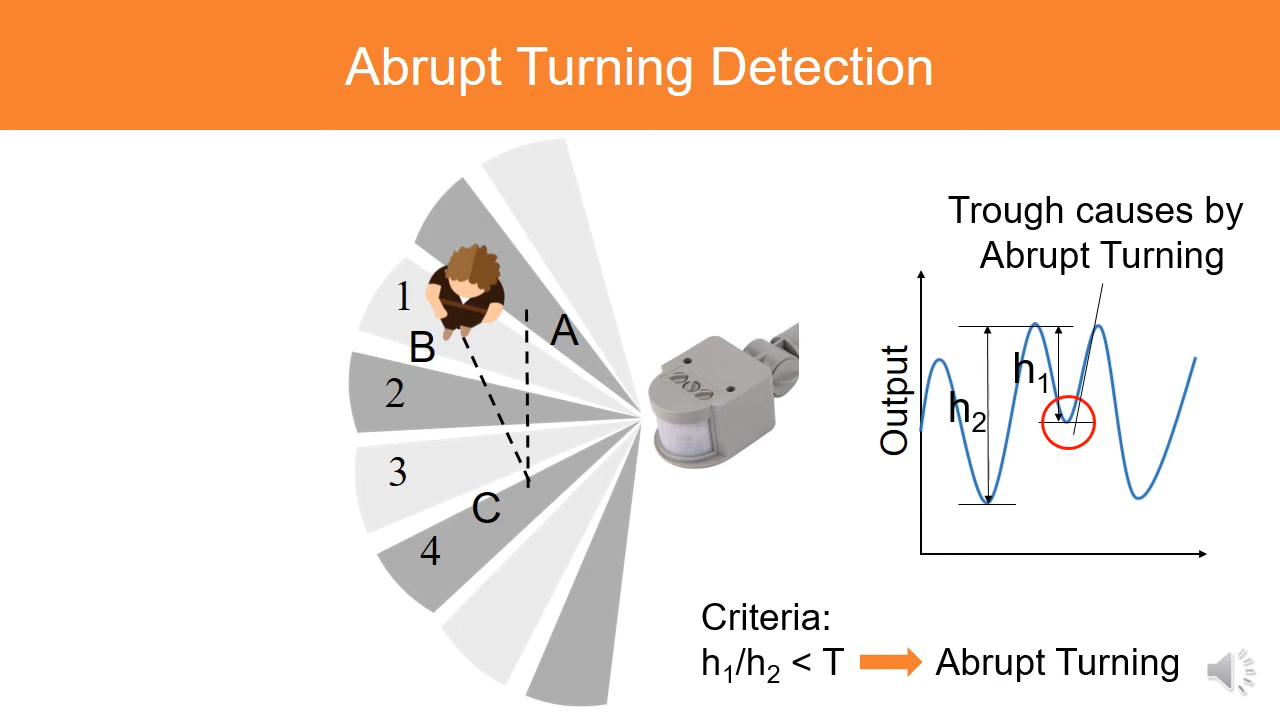 Abrupt Turning Detection
1
B
2
3
C
4
A
Trough causes by
Abrupt Turning
Output
h1
h2
Criteria:
h1/h2 < T
Abrupt Turning